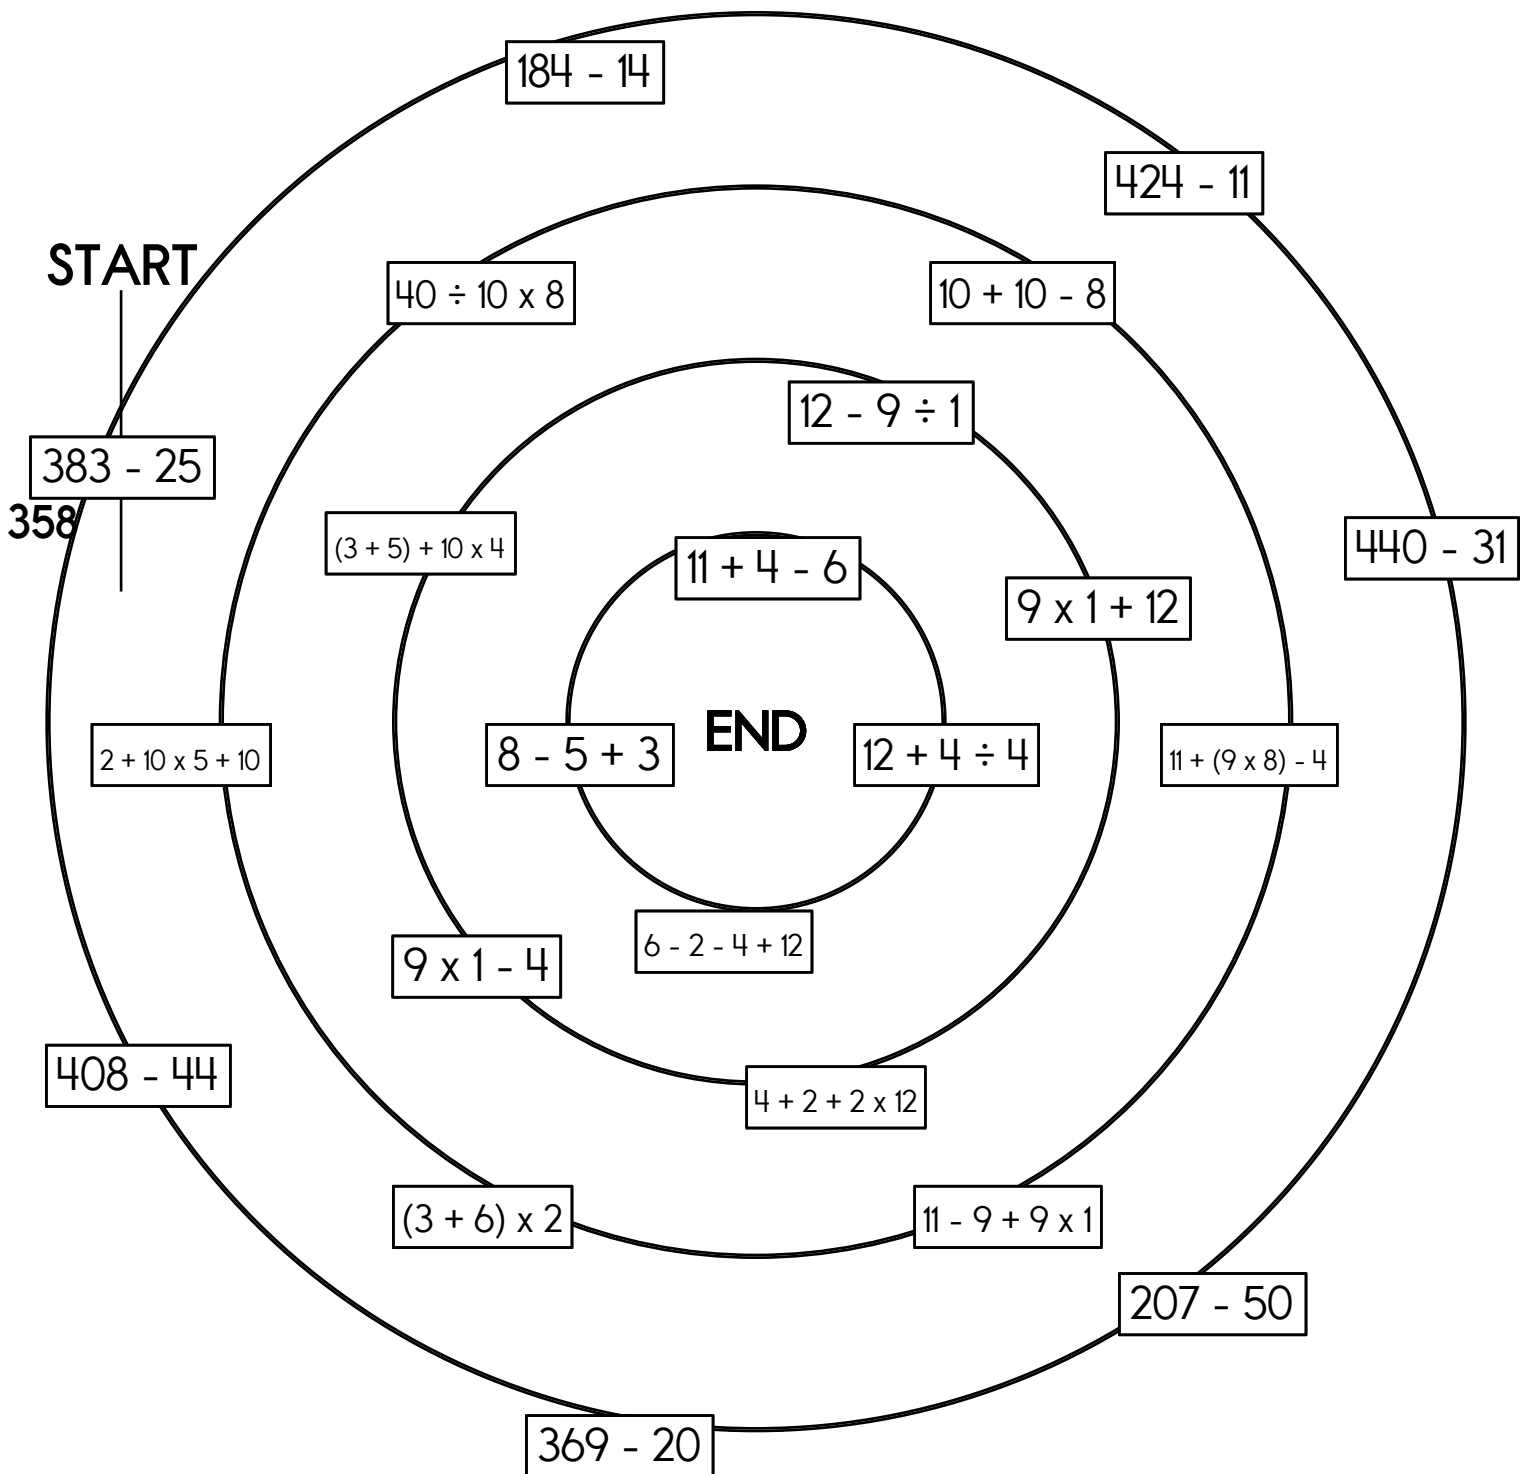 184 - 14
424 - 11
START
40 ÷ 10 x 8
10 + 10 - 8
12 - 9 ÷ 1
383 - 25
358
(3 + 5) + 10 x 4
440 - 31
11 + 4 - 6
9 x 1 + 12
END
2 + 10 x 5 + 10
8 - 5 + 3
12 + 4 ÷ 4
11 + (9 x 8) - 4
6 - 2 - 4 + 12
9 x 1 - 4
408 - 44
4 + 2 + 2 x 12
(3 + 6) x 2
11 - 9 + 9 x 1
207 - 50
369 - 20